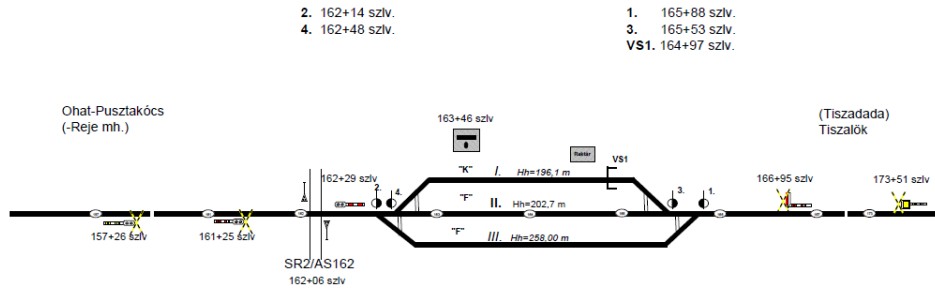 2. 162+14 szlv.
4. 162+48 szlv.
1. 165+88 szlv.
3. 165+53 szlv.
VS1. 164+97 szlv.
Ohat-Pusztakócs
(-Reje mh.)
163+46 szlv
(Tiszadada)
Tiszalök
Raktár
VS1
"K" I. Hh=196,1 m
162+29 szlv
2.
4.
3.
1.
166+95 szlv
173+51 szlv
"F" II. Hh=202,7 m
157+26 szlv
161+25 szlv
"F" III. Hh=258,00 m
SR2/AS162
162+06 szlv